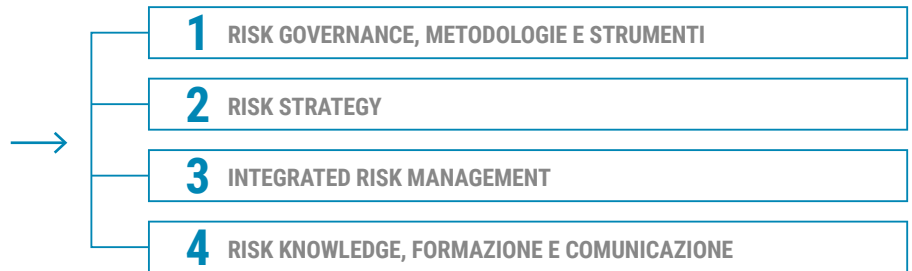 1 RISK GOVERNANCE, METODOLOGIE E STRUMENTI
2 RISK STRATEGY
3 INTEGRATED RISK MANAGEMENT
4 RISK KNOWLEDGE, FORMAZIONE E COMUNICAZIONE